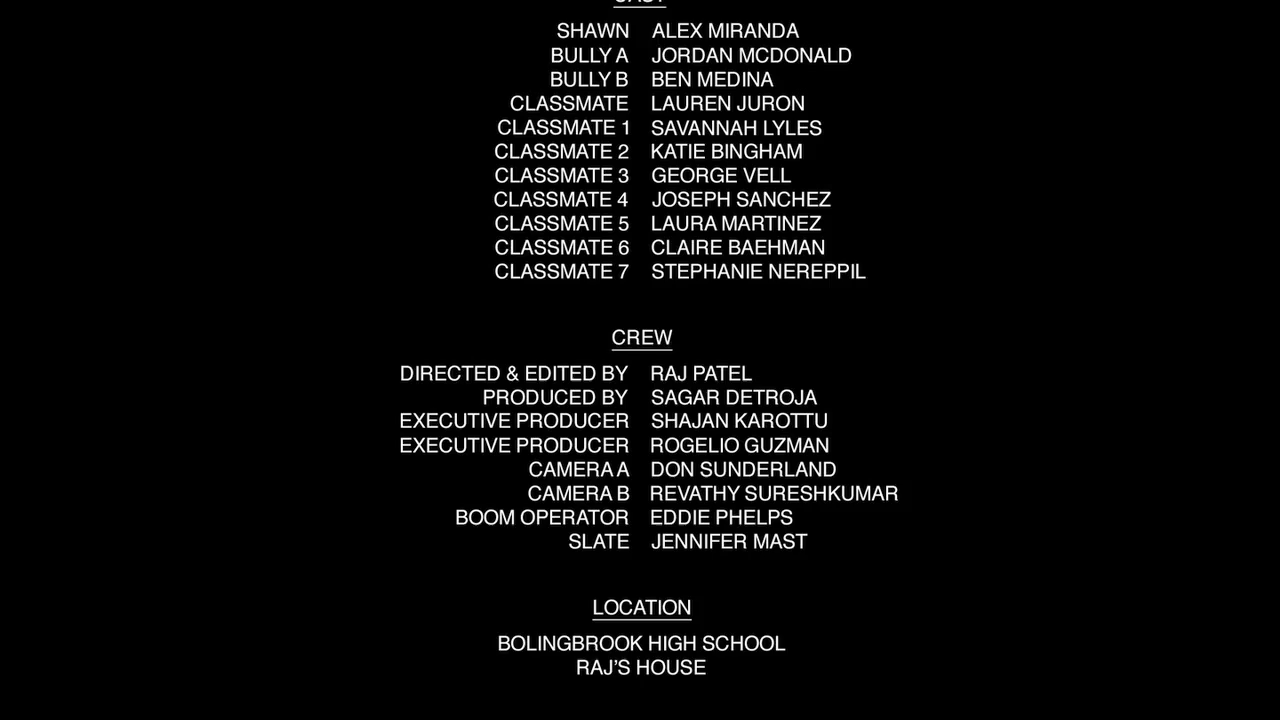 CAST
SHAWN ALEX MIRANDA
BULLY A JORDAN MCDONALD
BULLY B BEN MEDINA
CLASSMATE LAUREN JURON
CLASSMATE 1 SAVANNAH LYLES
CLASSMATE 2 KATIE BINGHAM
CLASSMATE 3 GEORGE VELL
CLASSMATE 4 JOSEPH SANCHEZ
CLASSMATE 5 LAURA MARTINEZ
CLASSMATE 6 CLAIRE BAEHMAN
CLASSMATE 7 STEPHANIE NEREPPIL
CREW
DIRECTED & EDITED BY RAJ PATEL
PRODUCED BY SAGAR DETROJA
EXECUTIVE PRODUCER SHAJAN KAROTTU
EXECUTIVE PRODUCER ROGELIO GUZMAN
CAMERA A DON SUNDERLAND
CAMERA B REVATHY SURESHKUMAR
BOOM OPERATOR EDDIE PHELPS
SLATE JENNIFER MAST
LOCATION
BOLINGBROOK HIGH SCHOOL
RAJ'S HOUSE